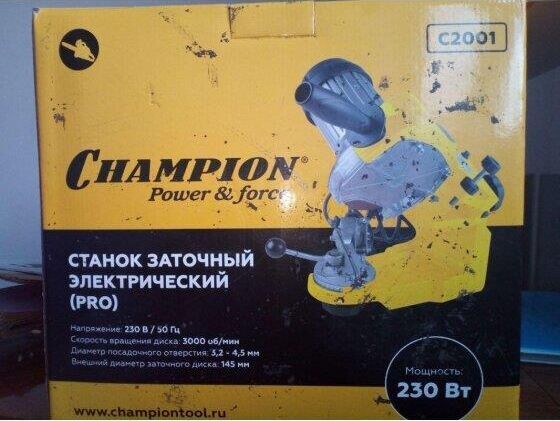 C2001
CHAMPION®
Power & force
СТАНОК ЗАТОЧНЫЙ
ЭЛЕКТРИЧЕСКИЙ
(PRO)
Напряжение: 230 В / 50 Гц
Скорость вращения диска: 3000 об/мин
Диаметр посадочного отверстия: 3,2 - 4,5 мм
Внешний диаметр заточного диска: 145 мм
Мощность:
230 Вт
www.championtool.ru